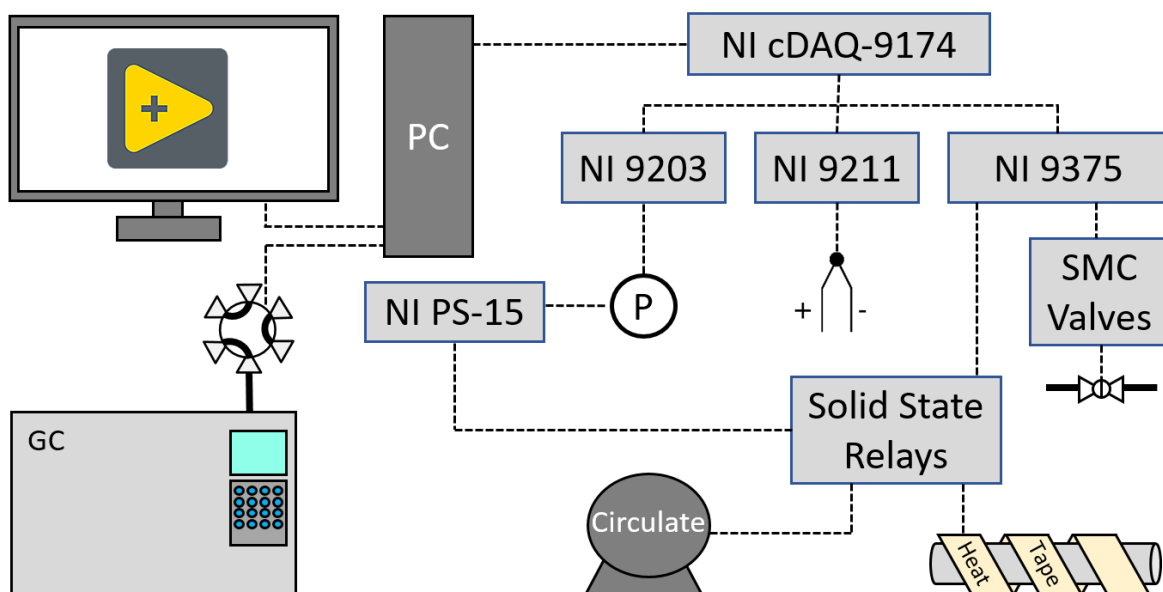 NI cDAQ-9174
PC
NI 9203
NI 9211
NI 9375
SMC
Valves
NI PS-15
P
+
-
Solid State
Relays
GC
Circulate
Heat
Tape